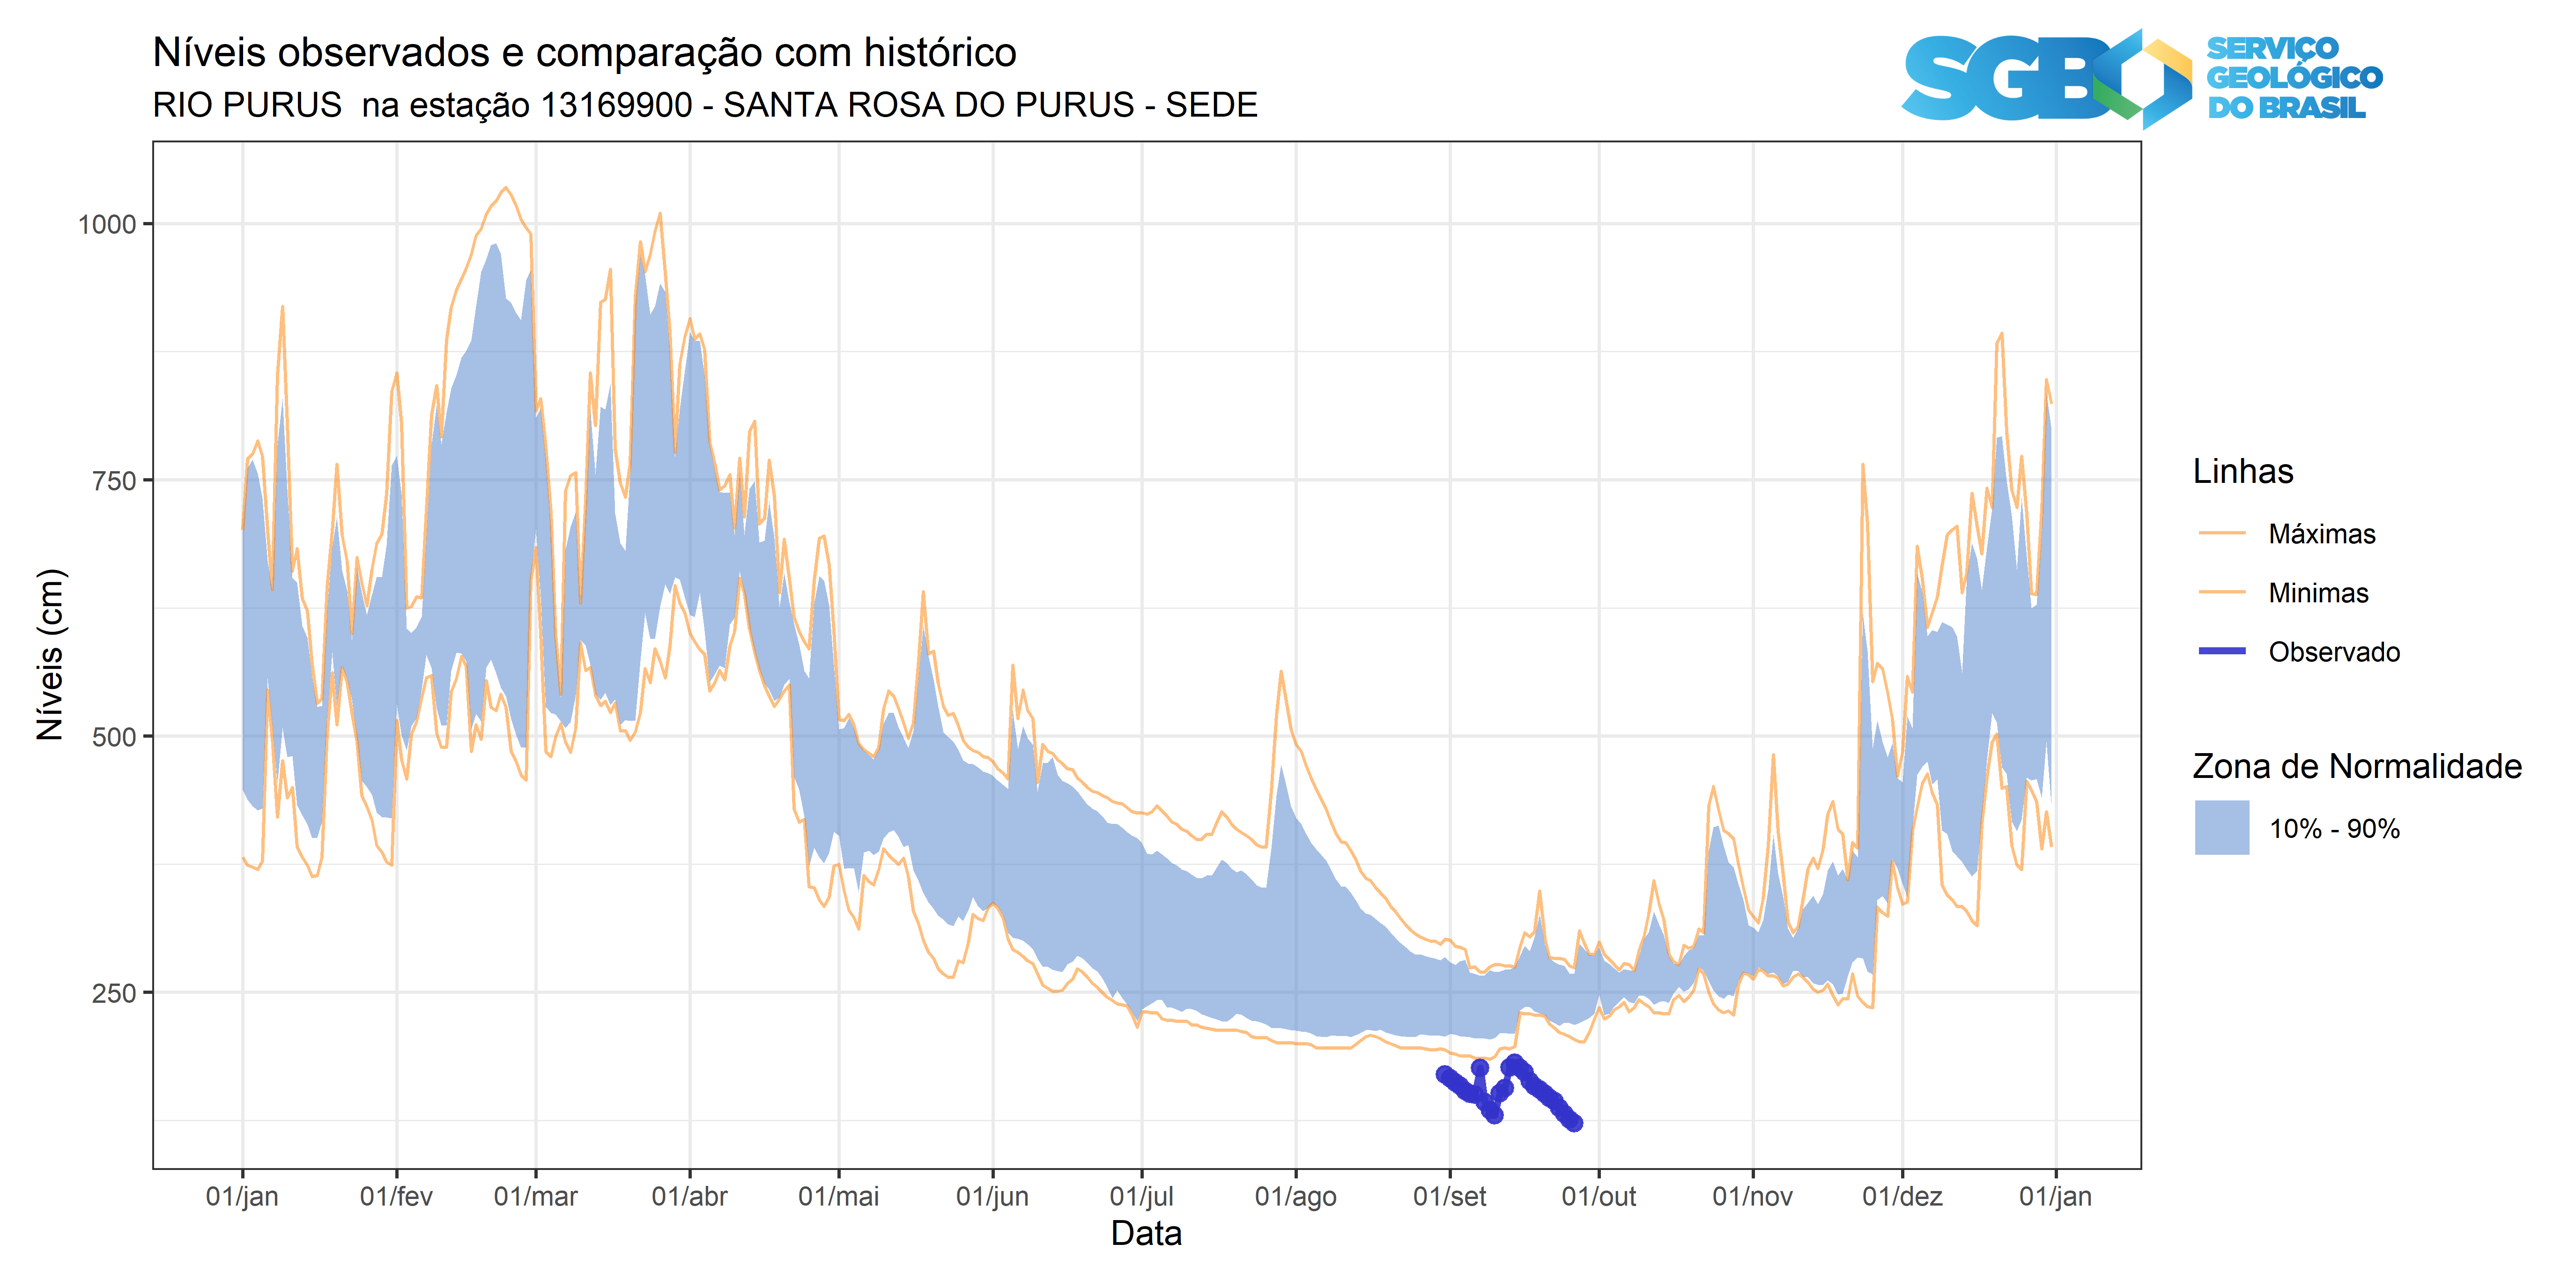 Níveis observados e comparação com histórico
RIO PURUS  na estação 13169900 - SANTA ROSA DO PURUS - SEDE
SGB
SERVIÇO
GEOLÓGICO
DO BRASIL
1000
750
500
250
Níveis (cm)
01/jan
01/fev
01/mar
01/abr
01/mai
01/jun
01/jul
01/ago
01/set
01/out
01/nov
01/dez
01/jan
Data
Linhas
Máximas
Minimas
Observado
Zona de Normalidade
10% - 90%